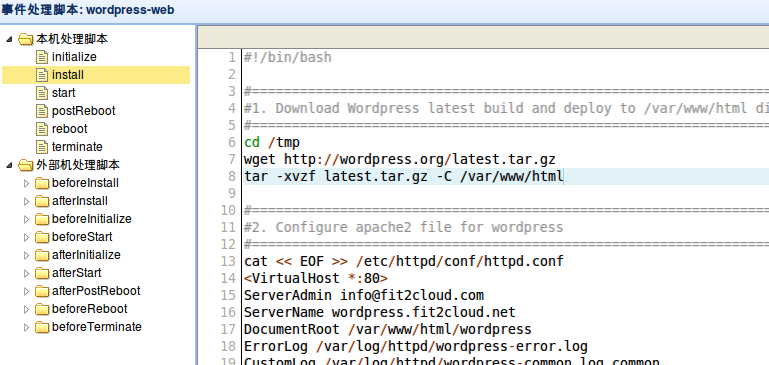 事件处理脚本: wordpress-web
本机处理脚本
initialize
install
start
postReboot
reboot
terminate
外部机处理脚本
beforeInstall
afterInstall
beforeInitialize
beforeStart
afterInitialize
afterStart
afterPostReboot
beforeReboot
beforeTerminate
1 #!/bin/bash
2
3 #================================================================
4 #1. Download Wordpress latest build and deploy to /var/www/html di
5 #================================================================
6 cd /tmp
7 wget http://wordpress.org/latest.tar.gz
8 tar -xvzf latest.tar.gz -C /var/www/html
9
10 #================================================================
11 #2. Configure apache2 file for wordpress
12 #================================================================
13 cat << EOF >> /etc/httpd/conf/httpd.conf
14 <VirtualHost *:80>
15 ServerAdmin info@fit2cloud.com
16 ServerName wordpress.fit2cloud.net
17 DocumentRoot /var/www/html/wordpress
18 ErrorLog /var/log/httpd/wordpress-error.log
19 CustomLog /var/log/httpd/wordpress-common.log common